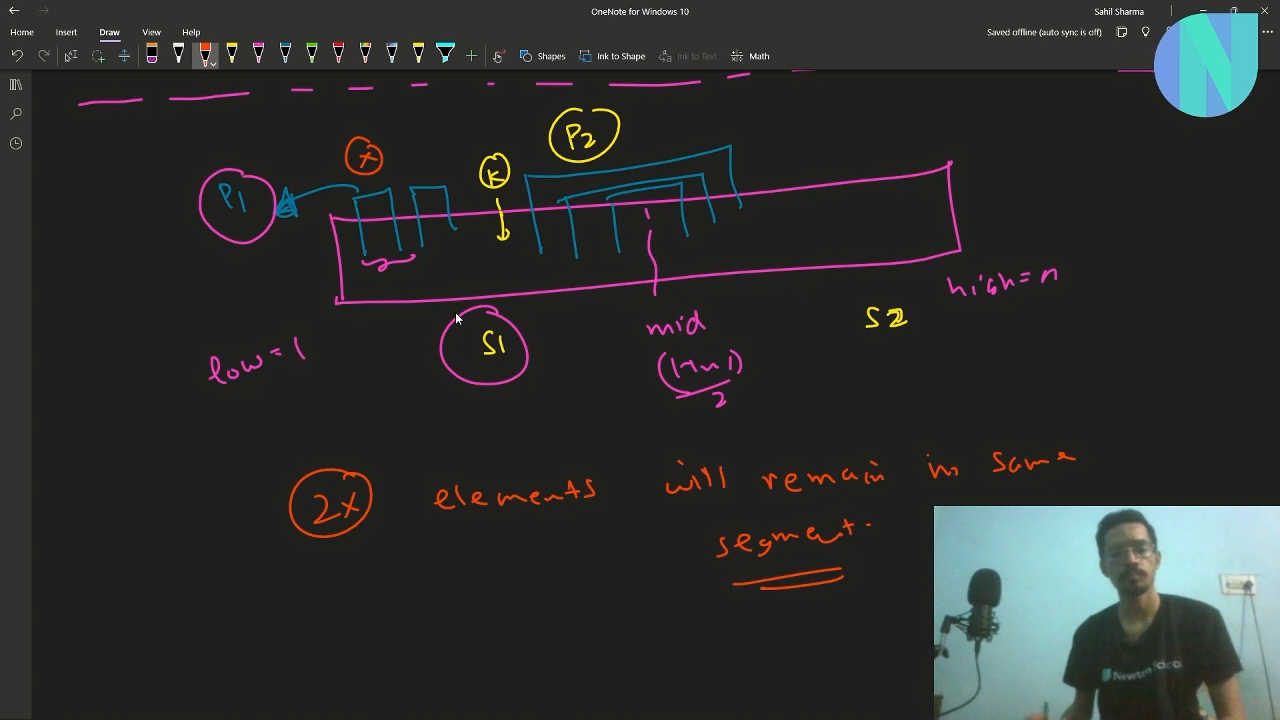 OneNote for Windows 10
Sahil Sharma
Home Insert Draw View Help
Saved offline (auto sync is off)
Shapes Ink to Shape Ink to Text Math
P1
x
K
P2
S1
mid
S2
high = n
low = 1
2
2x elements will remain in same
segment.